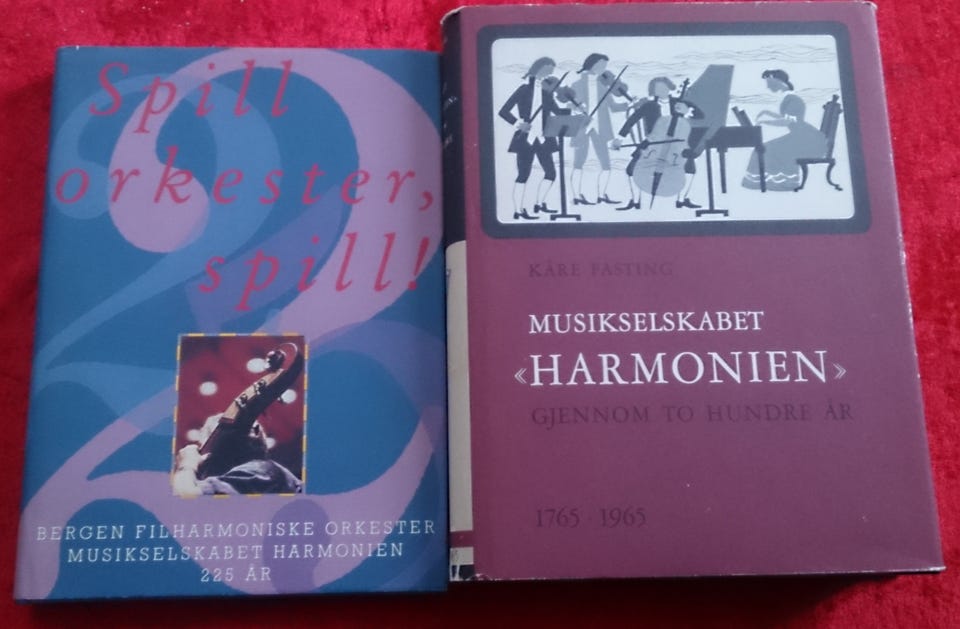 Spill
orkester,
spill!
BERGEN FILHARMONISKE ORKESTER
MUSIKSELSKABET HARMONIEN
225 ÅR
KÅRE FASTING
MUSIKSELSKABET
«HARMONIEN»
GJENNOM TO HUNDRE ÅR
1765 1965